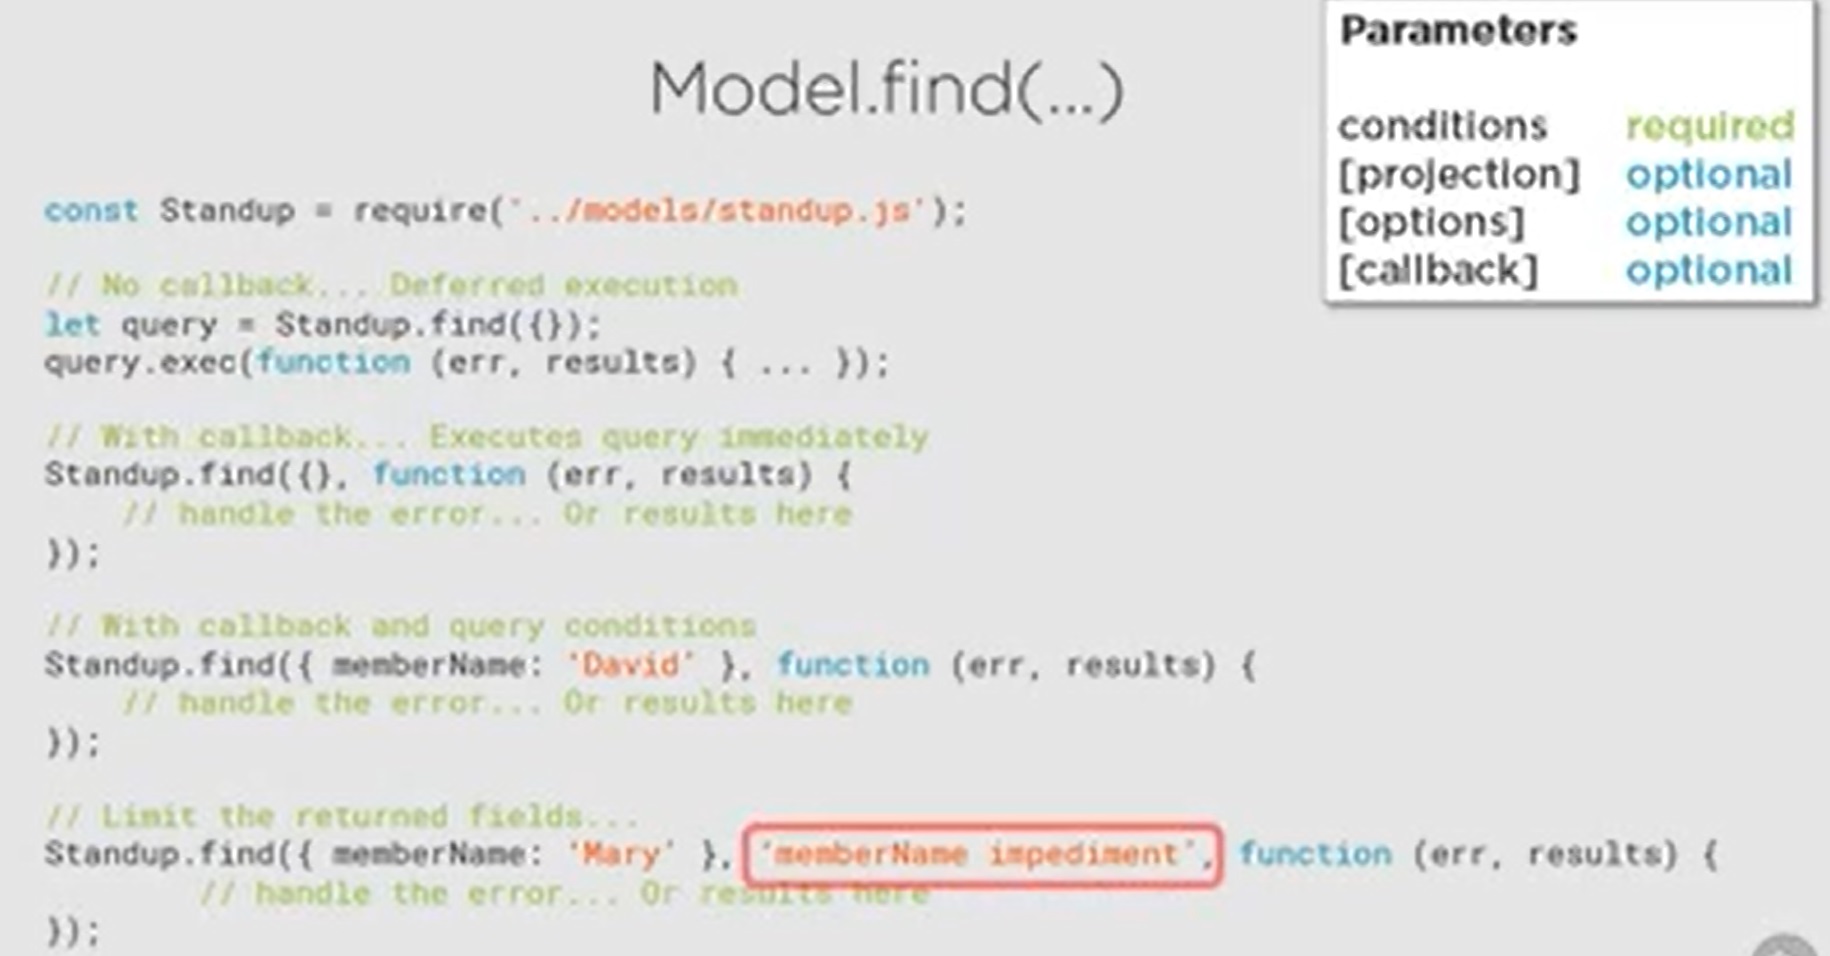 Model.find(...)
Parameters
conditions required
[projection] optional
[options] optional
[callback] optional
const Standup = require('../models/standup.js');
// No callback... Deferred execution
let query = Standup.find({});
query.exec(function (err, results) { ... });
// With callback... Executes query immediately
Standup.find({}, function (err, results) {
// handle the error... Or results here
});
// With callback and query conditions
Standup.find({ memberName: 'David' }, function (err, results) {
// handle the error... Or results here
});
// Limit the returned fields...
Standup.find({ memberName: 'Mary' }, 'memberName impediment', function (err, results) {
// handle the error... Or results here
});